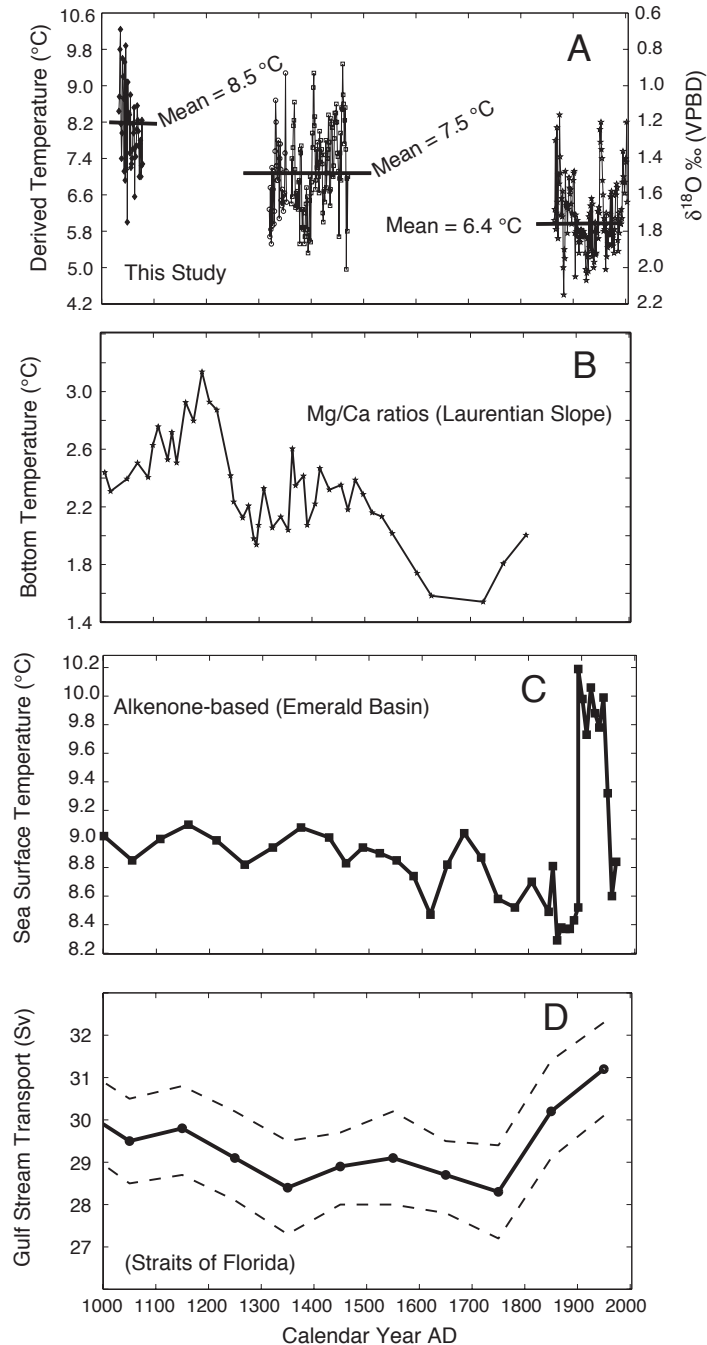 A
Derived Temperature (°C)
10.6
9.8
9.0
8.2
7.4
6.6
5.8
5.0
4.2
Mean = 8.5 °C
Mean = 7.5 °C
Mean = 6.4 °C
This Study
0.6
0.8
1.0
1.2
1.4
1.6
1.8
2.0
2.2
δ18O ‰ (VPBD)
B
Bottom Temperature (°C)
3.0
2.6
2.2
1.8
1.4
Mg/Ca ratios (Laurentian Slope)
C
Sea Surface Temperature (°C)
10.2
10.0
9.8
9.6
9.4
9.2
9.0
8.8
8.6
8.4
8.2
Alkenone-based (Emerald Basin)
D
Gulf Stream Transport (Sv)
32
31
30
29
28
27
(Straits of Florida)
1000 1100 1200 1300 1400 1500 1600 1700 1800 1900 2000
Calendar Year AD